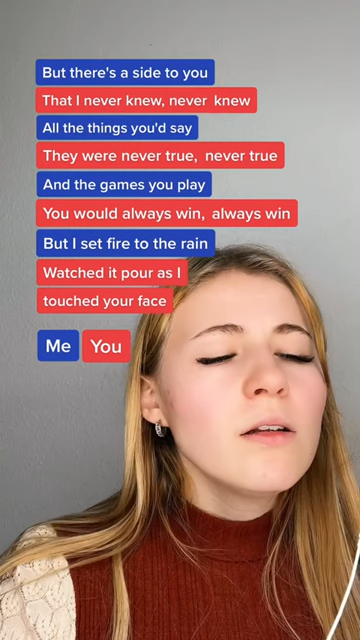 But there's a side to you
That I never knew, never knew
All the things you'd say
They were never true, never true
And the games you play
You would always win, always win
But I set fire to the rain
Watched it pour as I
touched your face
Me You